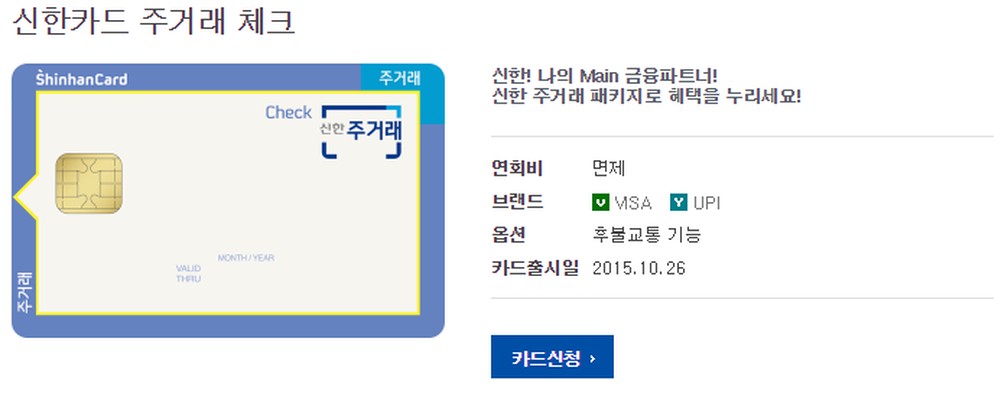 신한카드 주거래 체크
ShinhanCard
주거래
Check
신한 주거래
MONTH / YEAR
VALID
THRU
주거래
신한! 나의 Main 금융파트너!
신한 주거래 패키지로 혜택을 누리세요!
연회비 면제
브랜드 V VISA Y UPI
옵션 후불교통 기능
카드출시일 2015.10.26
카드신청 ›